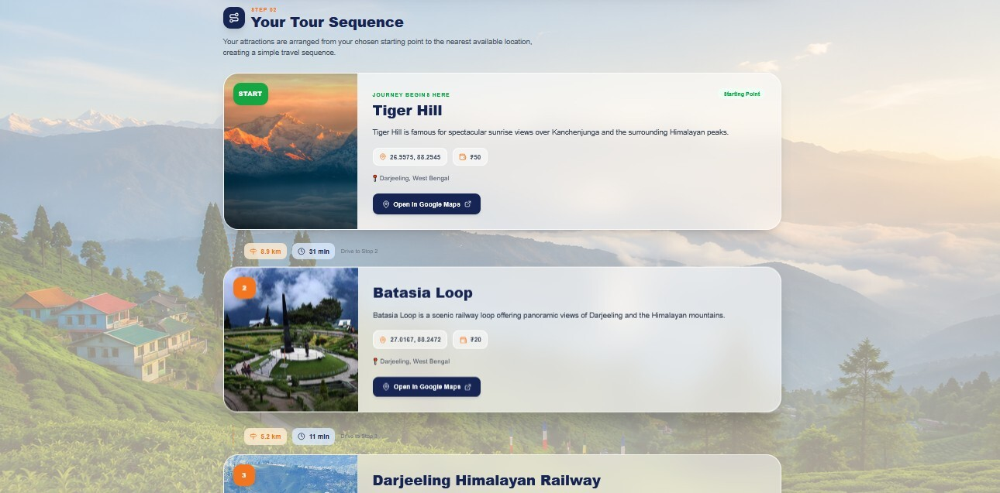 STEP 02
Your Tour Sequence
Your attractions are arranged from your chosen starting point to the nearest available location,
creating a simple travel sequence.
START
JOURNEY BEGINS HERE
Starting Point
Tiger Hill
Tiger Hill is famous for spectacular sunrise views over Kanchenjunga and the surrounding Himalayan peaks.
26.9975, 88.2945
₹50
Darjeeling, West Bengal
Open in Google Maps
8.9 km
31 min
Drive to Stop 2
2
Batasia Loop
Batasia Loop is a scenic railway loop offering panoramic views of Darjeeling and the Himalayan mountains.
27.0167, 88.2472
₹20
Darjeeling, West Bengal
Open in Google Maps
5.2 km
11 min
Drive to Stop 3
3
Darjeeling Himalayan Railway